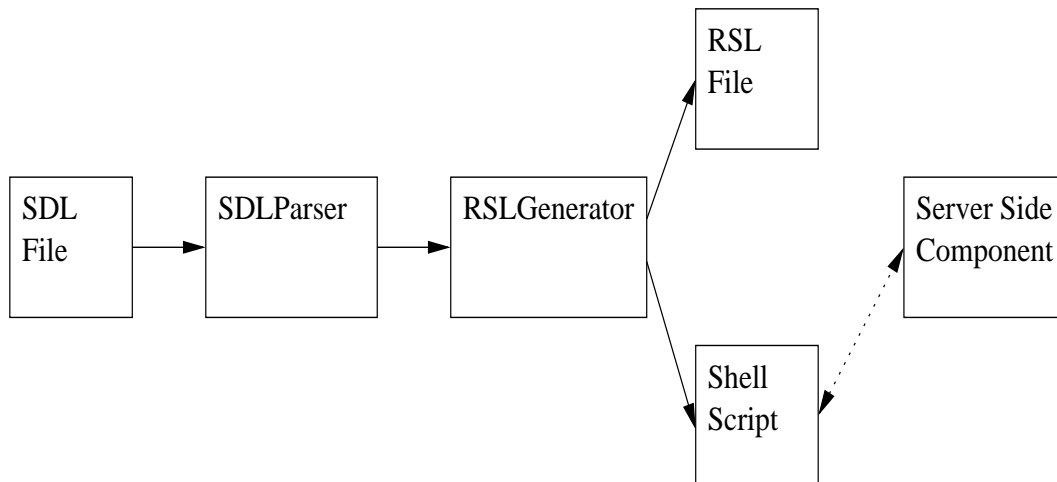 RSL
File
SDL
File
SDLParser
RSLGenerator
Server Side
Component
Shell
Script